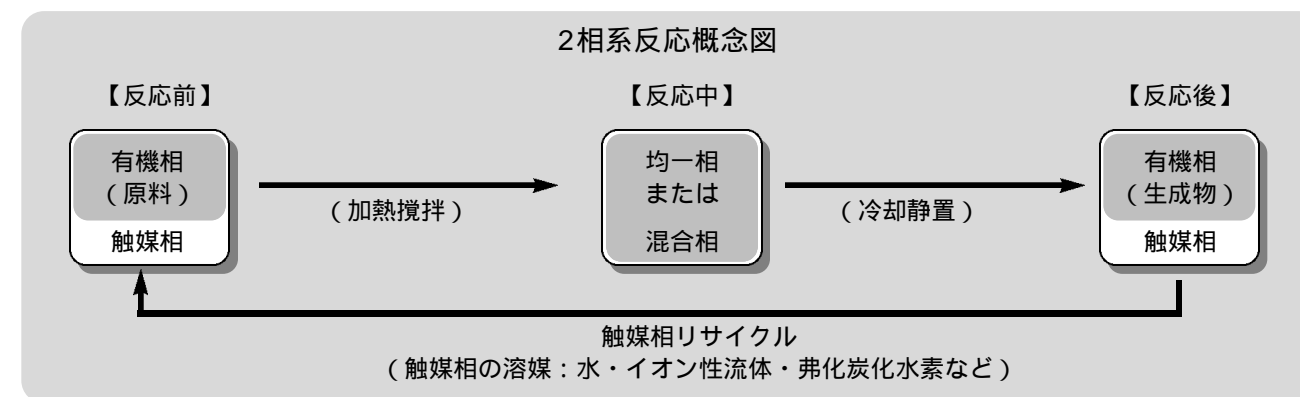 2相系反応概念図
【反応前】
【反応中】
【反応後】
有機相
(原料)
触媒相
(加熱撹拌)
均一相
または
混合相
(冷却静置)
有機相
(生成物)
触媒相
触媒相リサイクル
(触媒相の溶媒:水・イオン性流体・弗化炭化水素など)